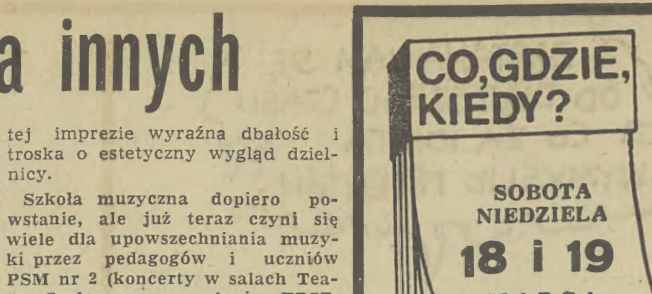 a innych
tej imprezie wyraźna dbałość i
troska o estetyczny wygląd dziel-
nicy.
Szkoła muzyczna dopiero po-
wstanie, ale już teraz czyni się
wiele dla upowszechniania muzy-
ki przez pedagogów i uczniów
PSM nr 2 (koncerty w salach Tea-
CO, GDZIE,
KIEDY?
SOBOTA
NIEDZIELA
18 i 19